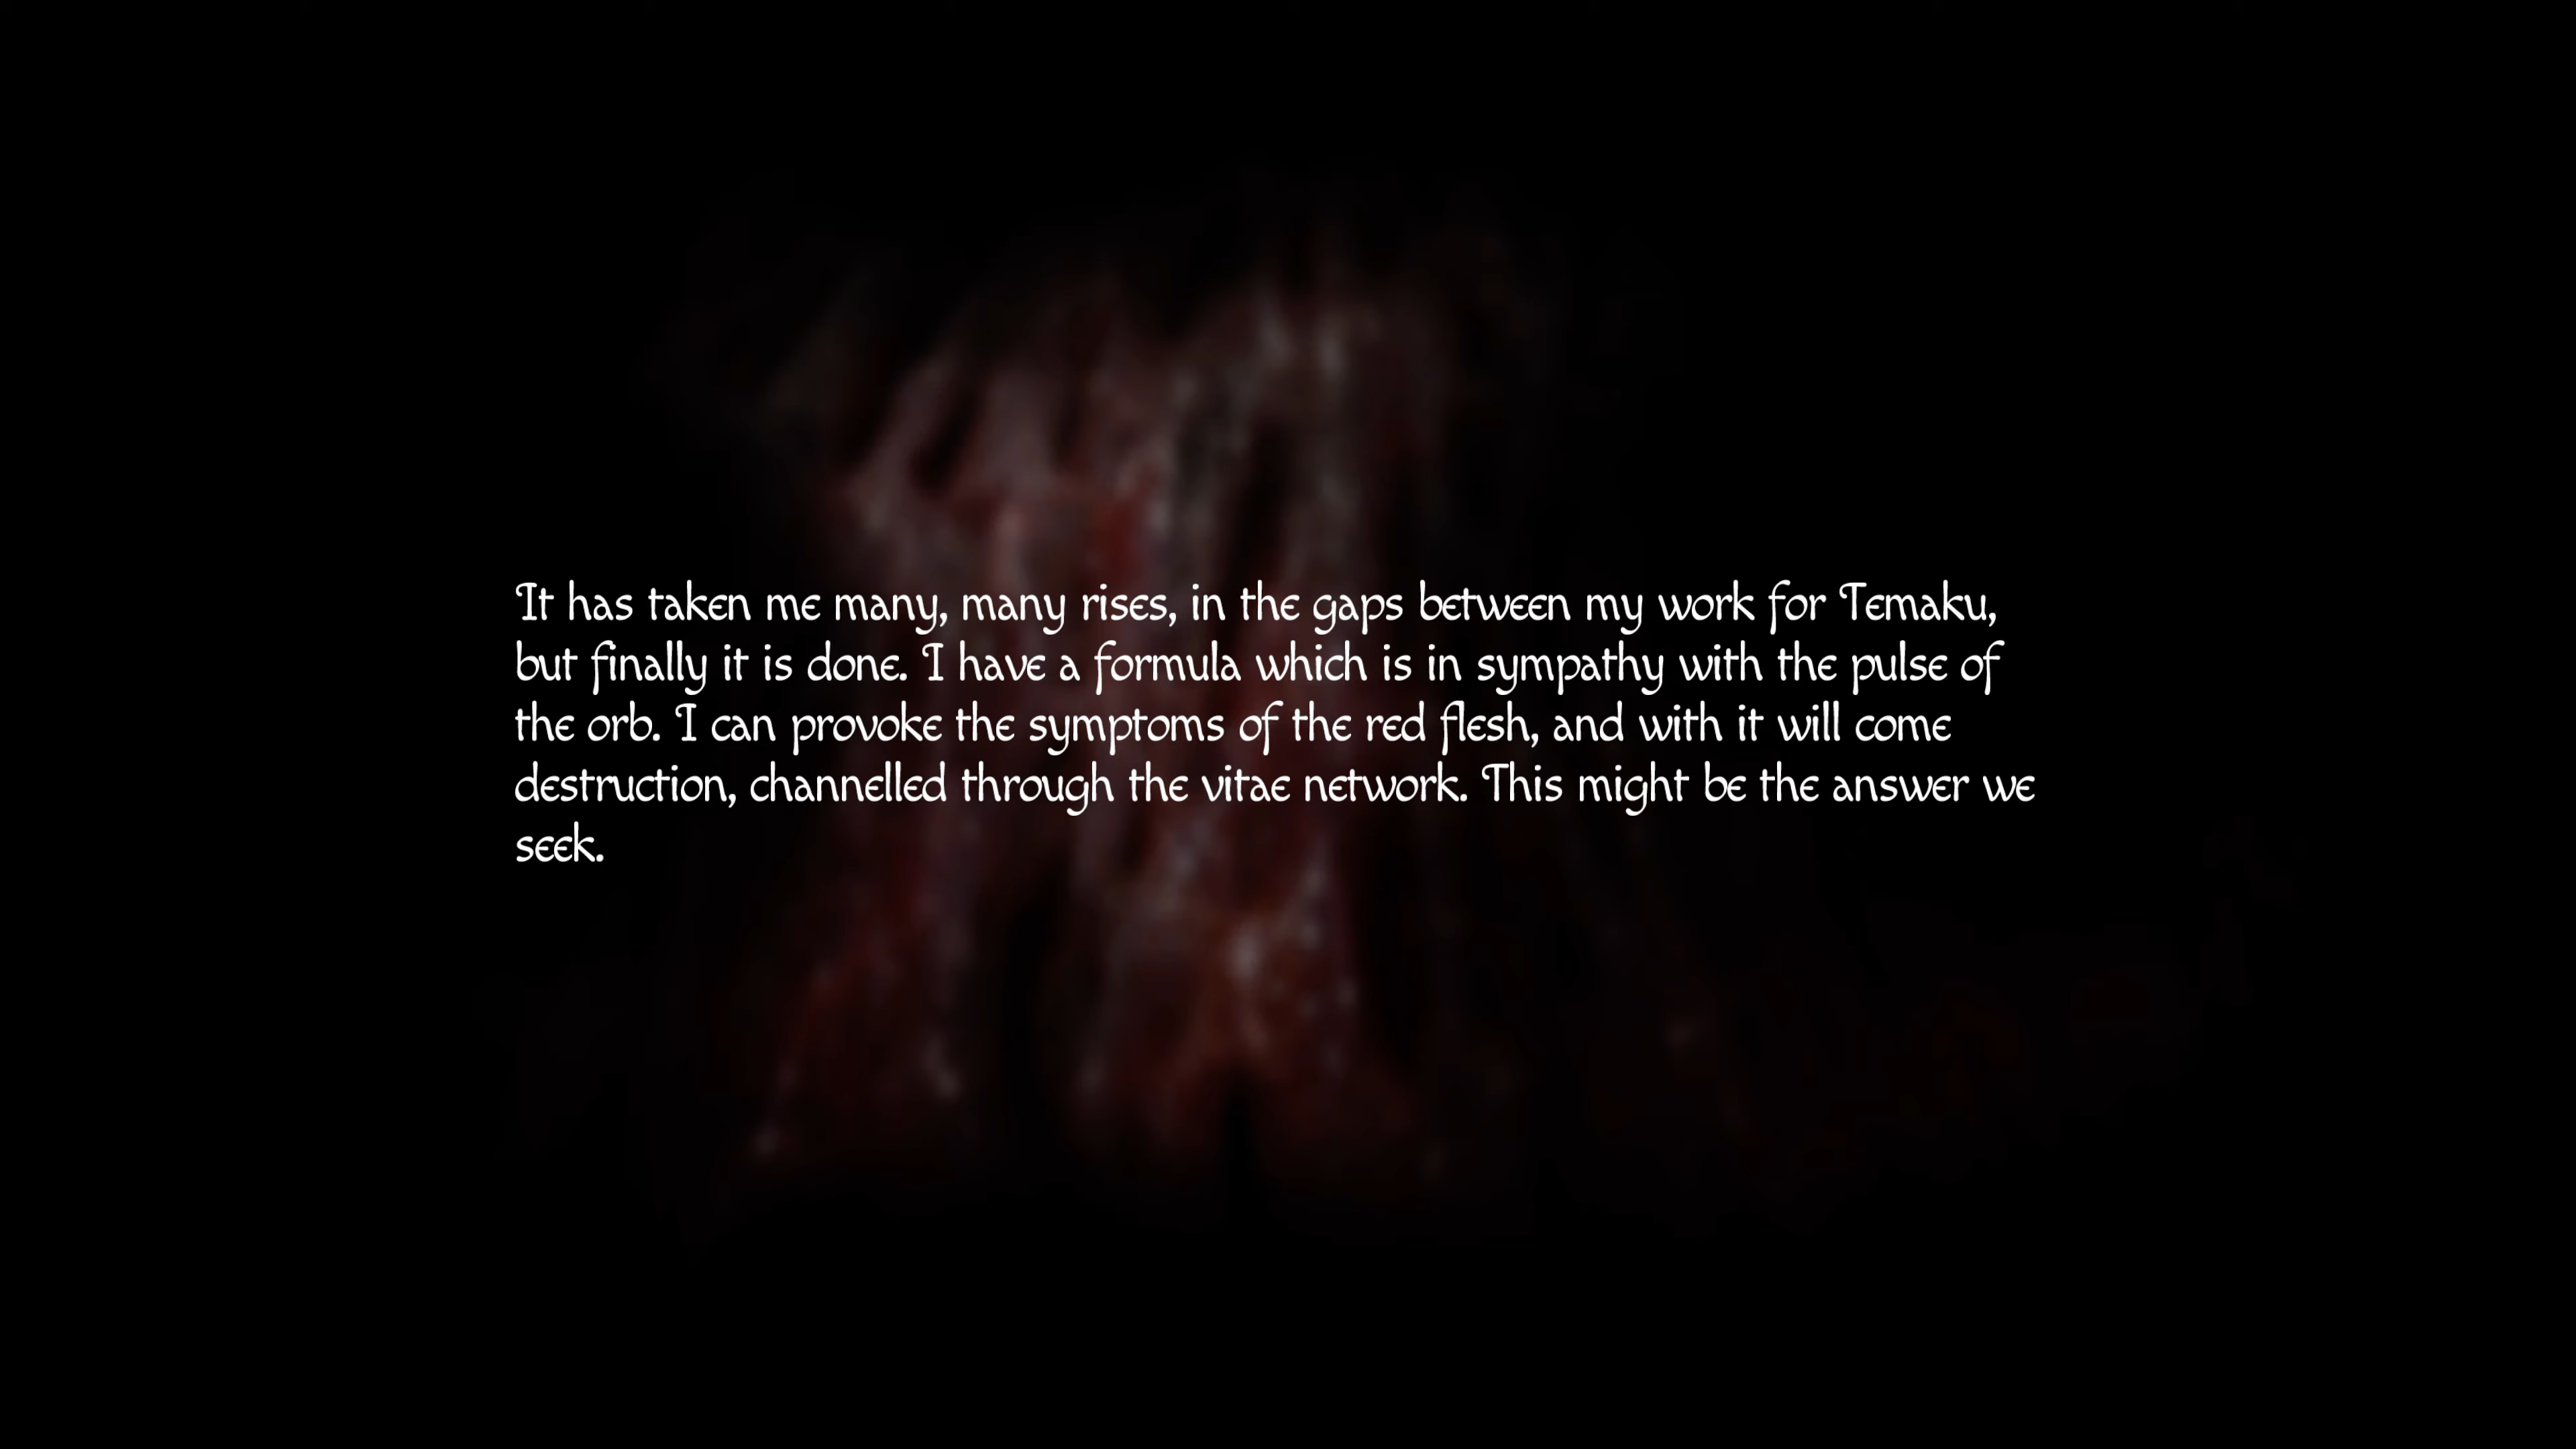 It has taken me many, many rises, in the gaps between my work for Temaku,
but finally it is done. I have a formula which is in sympathy with the pulse of
the orb. I can provoke the symptoms of the red flesh, and with it will come
destruction, channelled through the vitae network. This might be the answer we
seek.